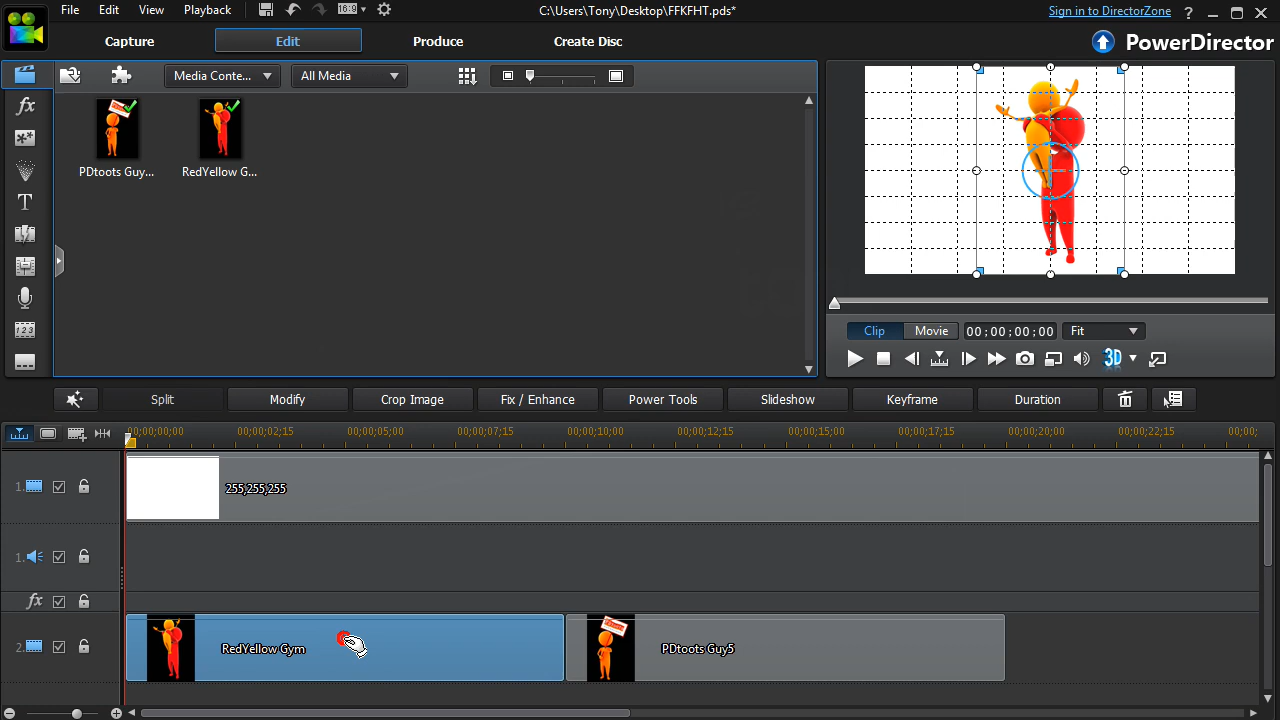 File Edit View Playback 16:9 C:\Users\Tony\Desktop\FFKFHT.pds* Sign in to DirectorZone ?
Capture Edit Produce Create Disc PowerDirector
Media Conte... All Media
fx
T
PDtoots Guy... RedYellow G...
Clip Movie 00;00;00;00 Fit
3D
Split Modify Crop Image Fix / Enhance Power Tools Slideshow Keyframe Duration
00;00;00;00 00;00;02;15 00;00;05;00 00;00;07;15 00;00;10;00 00;00;12;15 00;00;15;00 00;00;17;15 00;00;20;00 00;00;22;15 00;00;
1. 255,255,255
1.
fx
2. RedYellow Gym PDtoots Guy5